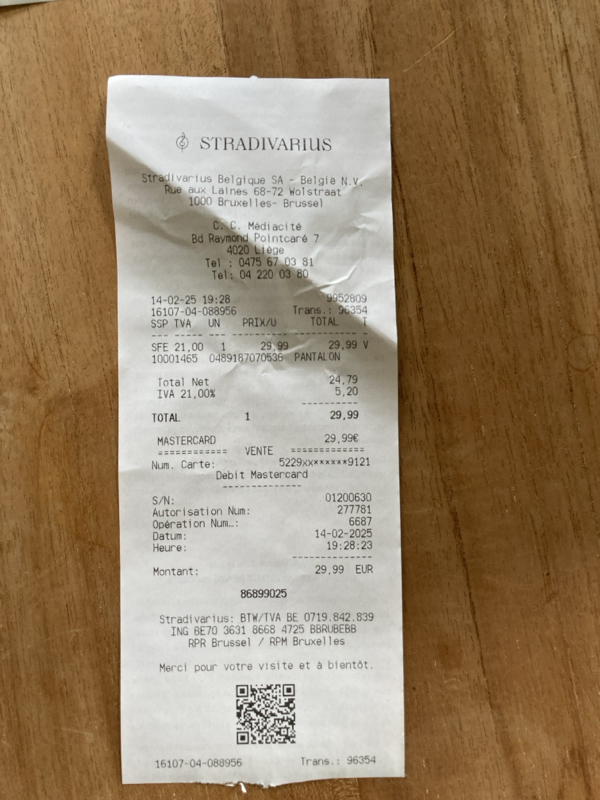 STRADIVARIUS
Stradivarius Belgique SA - België N.V.
Rue aux Laines 68-72 Wolstraat
1000 Bruxelles- Brussel
C. C. Médiacité
Bd Raymond Pointcaré 7
4020 Liège
Tel : 0475 67 03 81
Tel: 04 220 03 80
14-02-25 19:28 9952809
16107-04-088956 Trans.: 96354
SSP TVA UN PRIX/U TOTAL T
SFE 21,00 1 29,99 29,99 V
10001465 0489187070536 PANTALON
Total Net 24,79
IVA 21,00% 5,20
TOTAL 1 29,99
MASTERCARD 29,99€
============ VENTE =============
Num. Carte: 5229xx******9121
Debit Mastercard
S/N: 01200630
Autorisation Num: 277781
Opération Num..: 6687
Datum: 14-02-2025
Heure: 19:28:23
Montant: 29,99 EUR
86899025
Stradivarius: BTW/TVA BE 0719.842.839
ING BE70 3631 8668 4725 BBRUBEBB
RPR Brussel / RPM Bruxelles
Merci pour votre visite et à bientôt.
16107-04-088956 Trans.: 96354